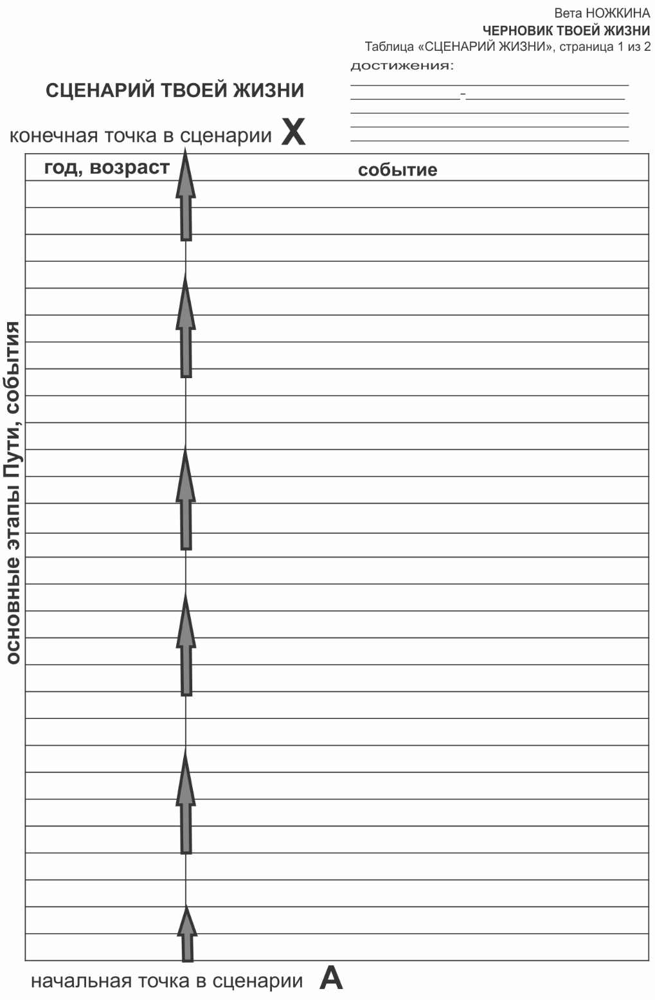 Вета НОЖКИНА
ЧЕРНОВИК ТВОЕЙ ЖИЗНИ
Таблица «СЦЕНАРИЙ ЖИЗНИ», страница 1 из 2
достижения:
СЦЕНАРИЙ ТВОЕЙ ЖИЗНИ
конечная точка в сценарии X
год, возраст событие
основные этапы Пути, события
начальная точка в сценарии А